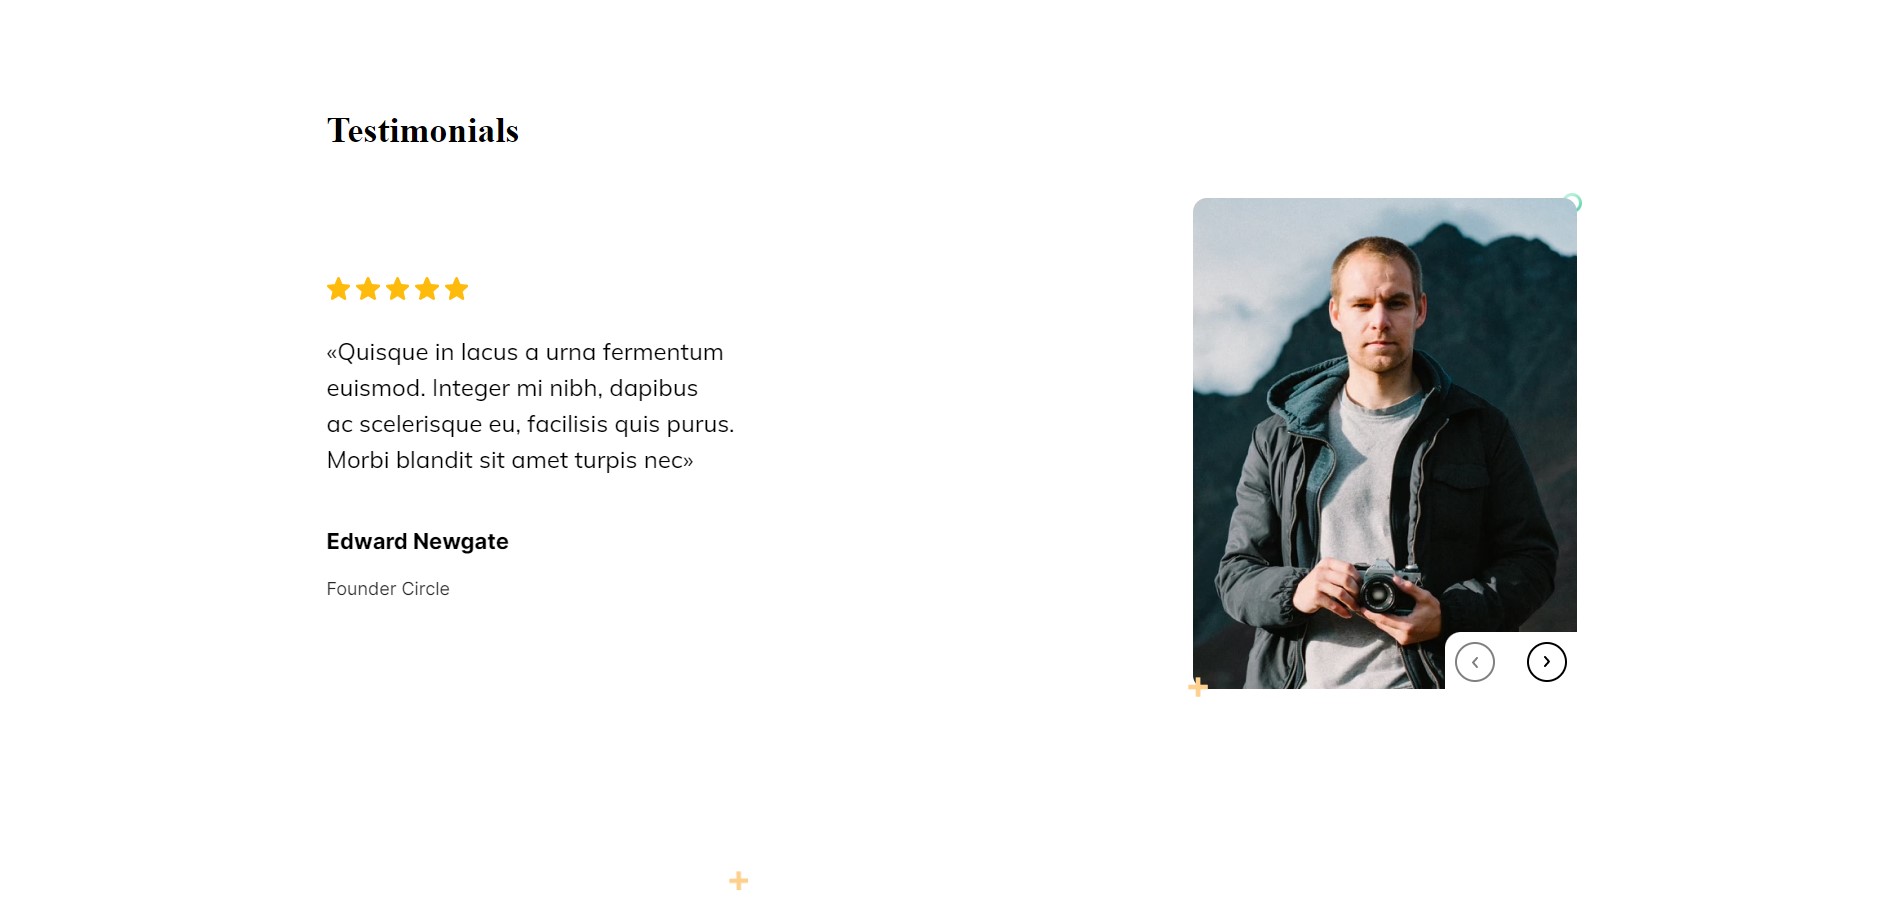 Testimonials
«Quisque in lacus a urna fermentum
euismod. Integer mi nibh, dapibus
ac scelerisque eu, facilisis quis purus.
Morbi blandit sit amet turpis nec»
Edward Newgate
Founder Circle